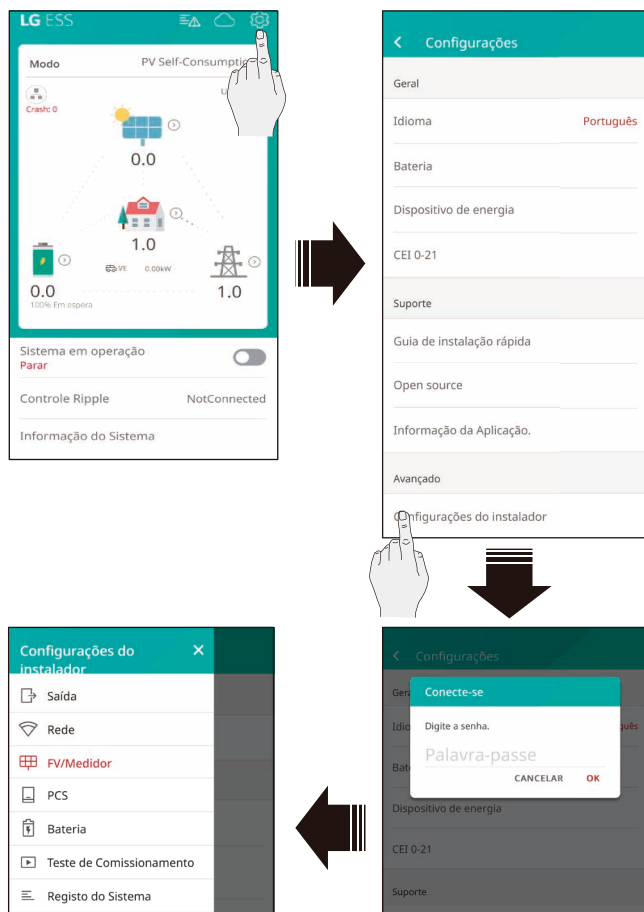 LG ESS
Modo
PV Self-Consumptio
Crash: 0
0.0
1.0
VE 0.00kW
0.0
100% Em espera
1.0
Sistema em operação
Parar
Controle Ripple NotConnected
Informação do Sistema
Configurações
Geral
Idioma Português
Bateria
Dispositivo de energia
CEI 0-21
Suporte
Guia de instalação rápida
Open source
Informação da Aplicação.
Avançado
Configurações do instalador
Configurações
Conecte-se
Digite a senha.
Palavra-passe
CANCELAR OK
Dispositivo de energia
CEI 0-21
Suporte
Configurações do
instalador
Saída
Rede
FV/Medidor
PCS
Bateria
Teste de Comissionamento
Registo do Sistema